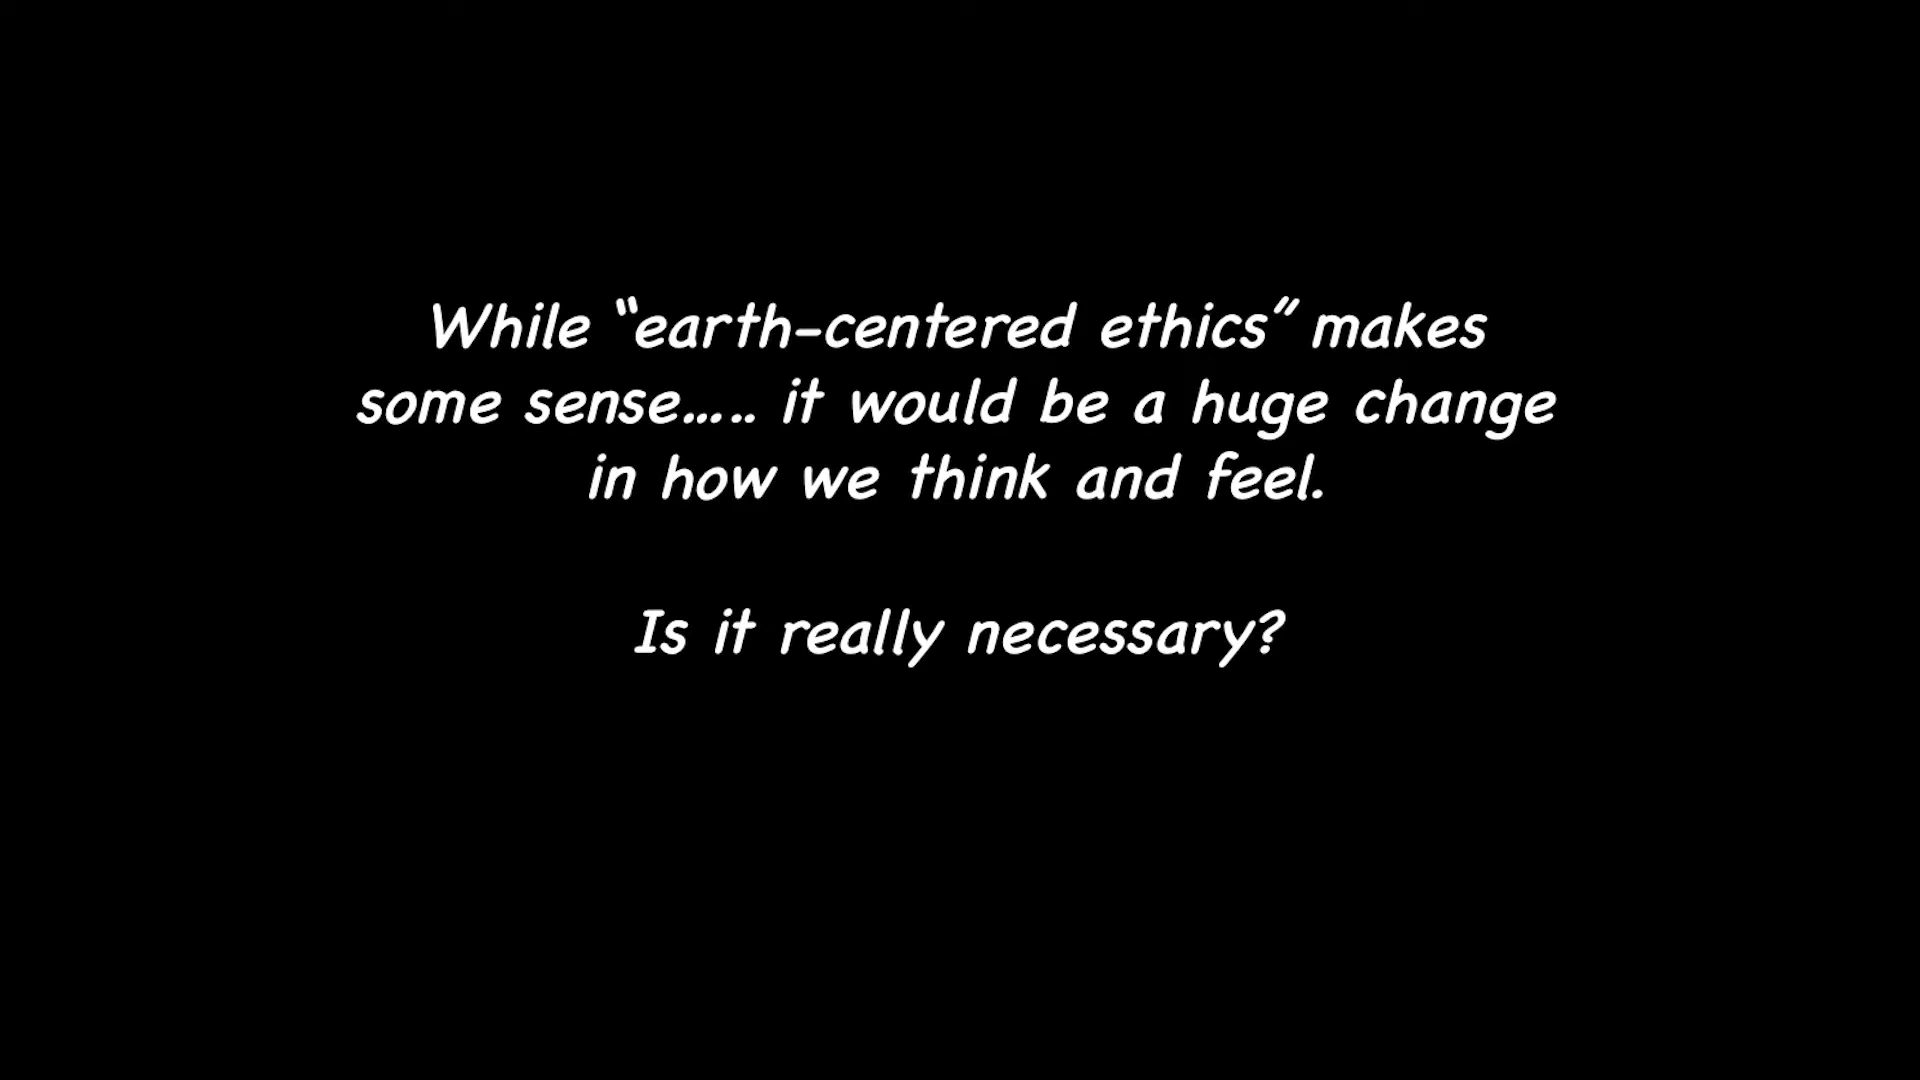 While “earth-centered ethics” makes
some sense..... it would be a huge change
in how we think and feel.
Is it really necessary?